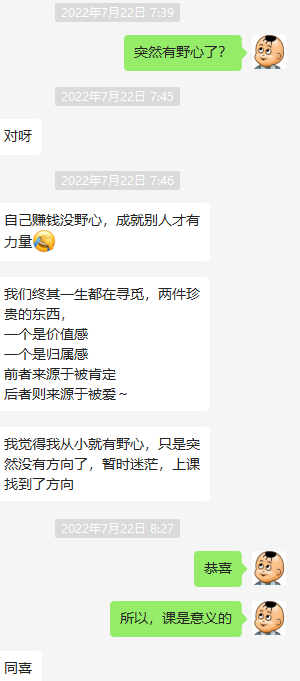 2022年7月22日 7:39
突然有野心了?
2022年7月22日 7:45
对呀
2022年7月22日 7:46
自己赚钱没野心，成就别人才有
力量
我们终其一生都在寻觅，两件珍
贵的东西，
一个是价值感
一个是归属感
前者来源于被肯定
后者则来源于被爱～
我觉得我从小就有野心，只是突
然没有方向了，暂时迷茫，上课
找到了方向
2022年7月22日 8:27
恭喜
所以，课是意义的
同喜